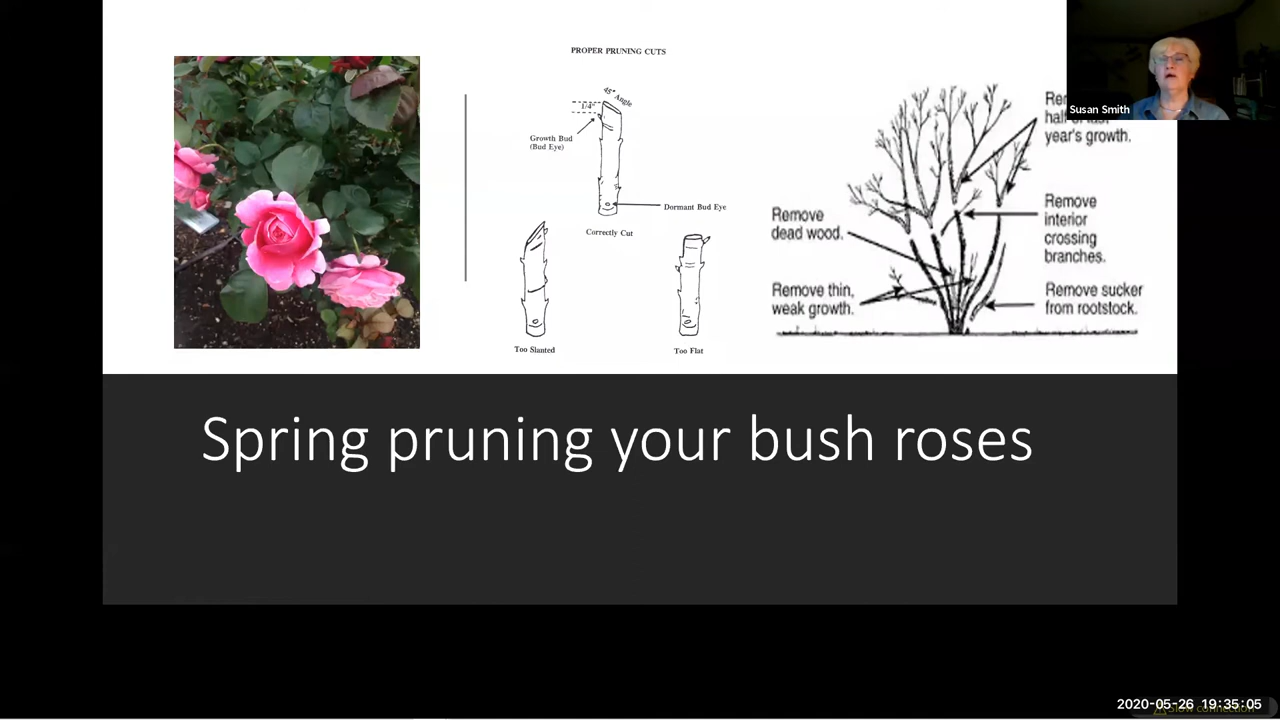 PROPER PRUNING CUTS
45° Angle
1/4"
Growth Bud
(Bud Eye)
Dormant Bud Eye
Correctly Cut
Too Slanted
Too Flat
Susan Smith
year's growth.
Remove
dead wood.
Remove
interior
crossing
branches.
Remove thin,
weak growth.
Remove sucker
from rootstock.
Spring pruning your bush roses
2020-05-26 19:35:05